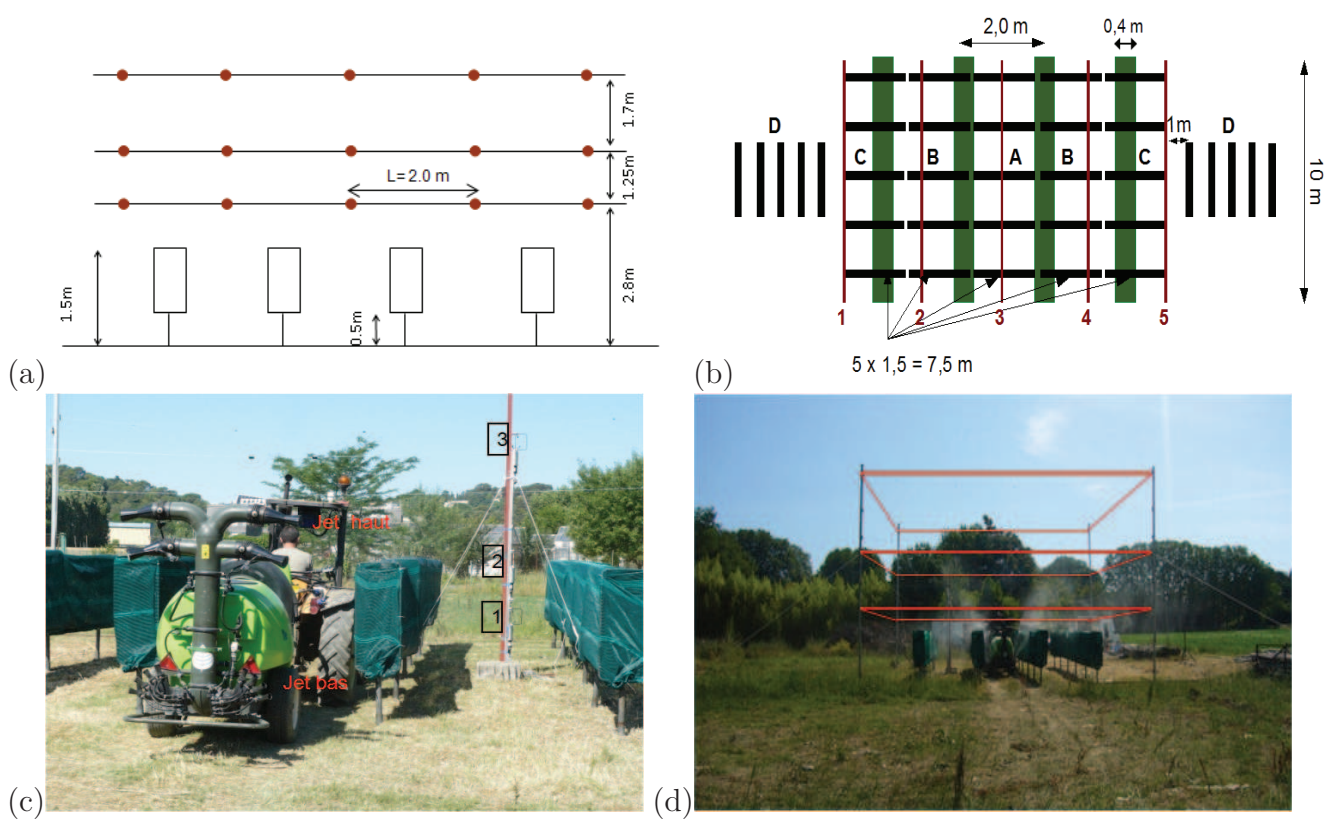 1.7m
1.25m
L= 2.0 m
2.8m
1.5m
0.5m
(a)
2,0 m
0,4 m
D
C
B
A
B
C
1m
D
10 m
1
2
3
4
5
5 x 1,5 = 7,5 m
(b)
3
Jet haut
2
1
Jet bas
(c)
(d)